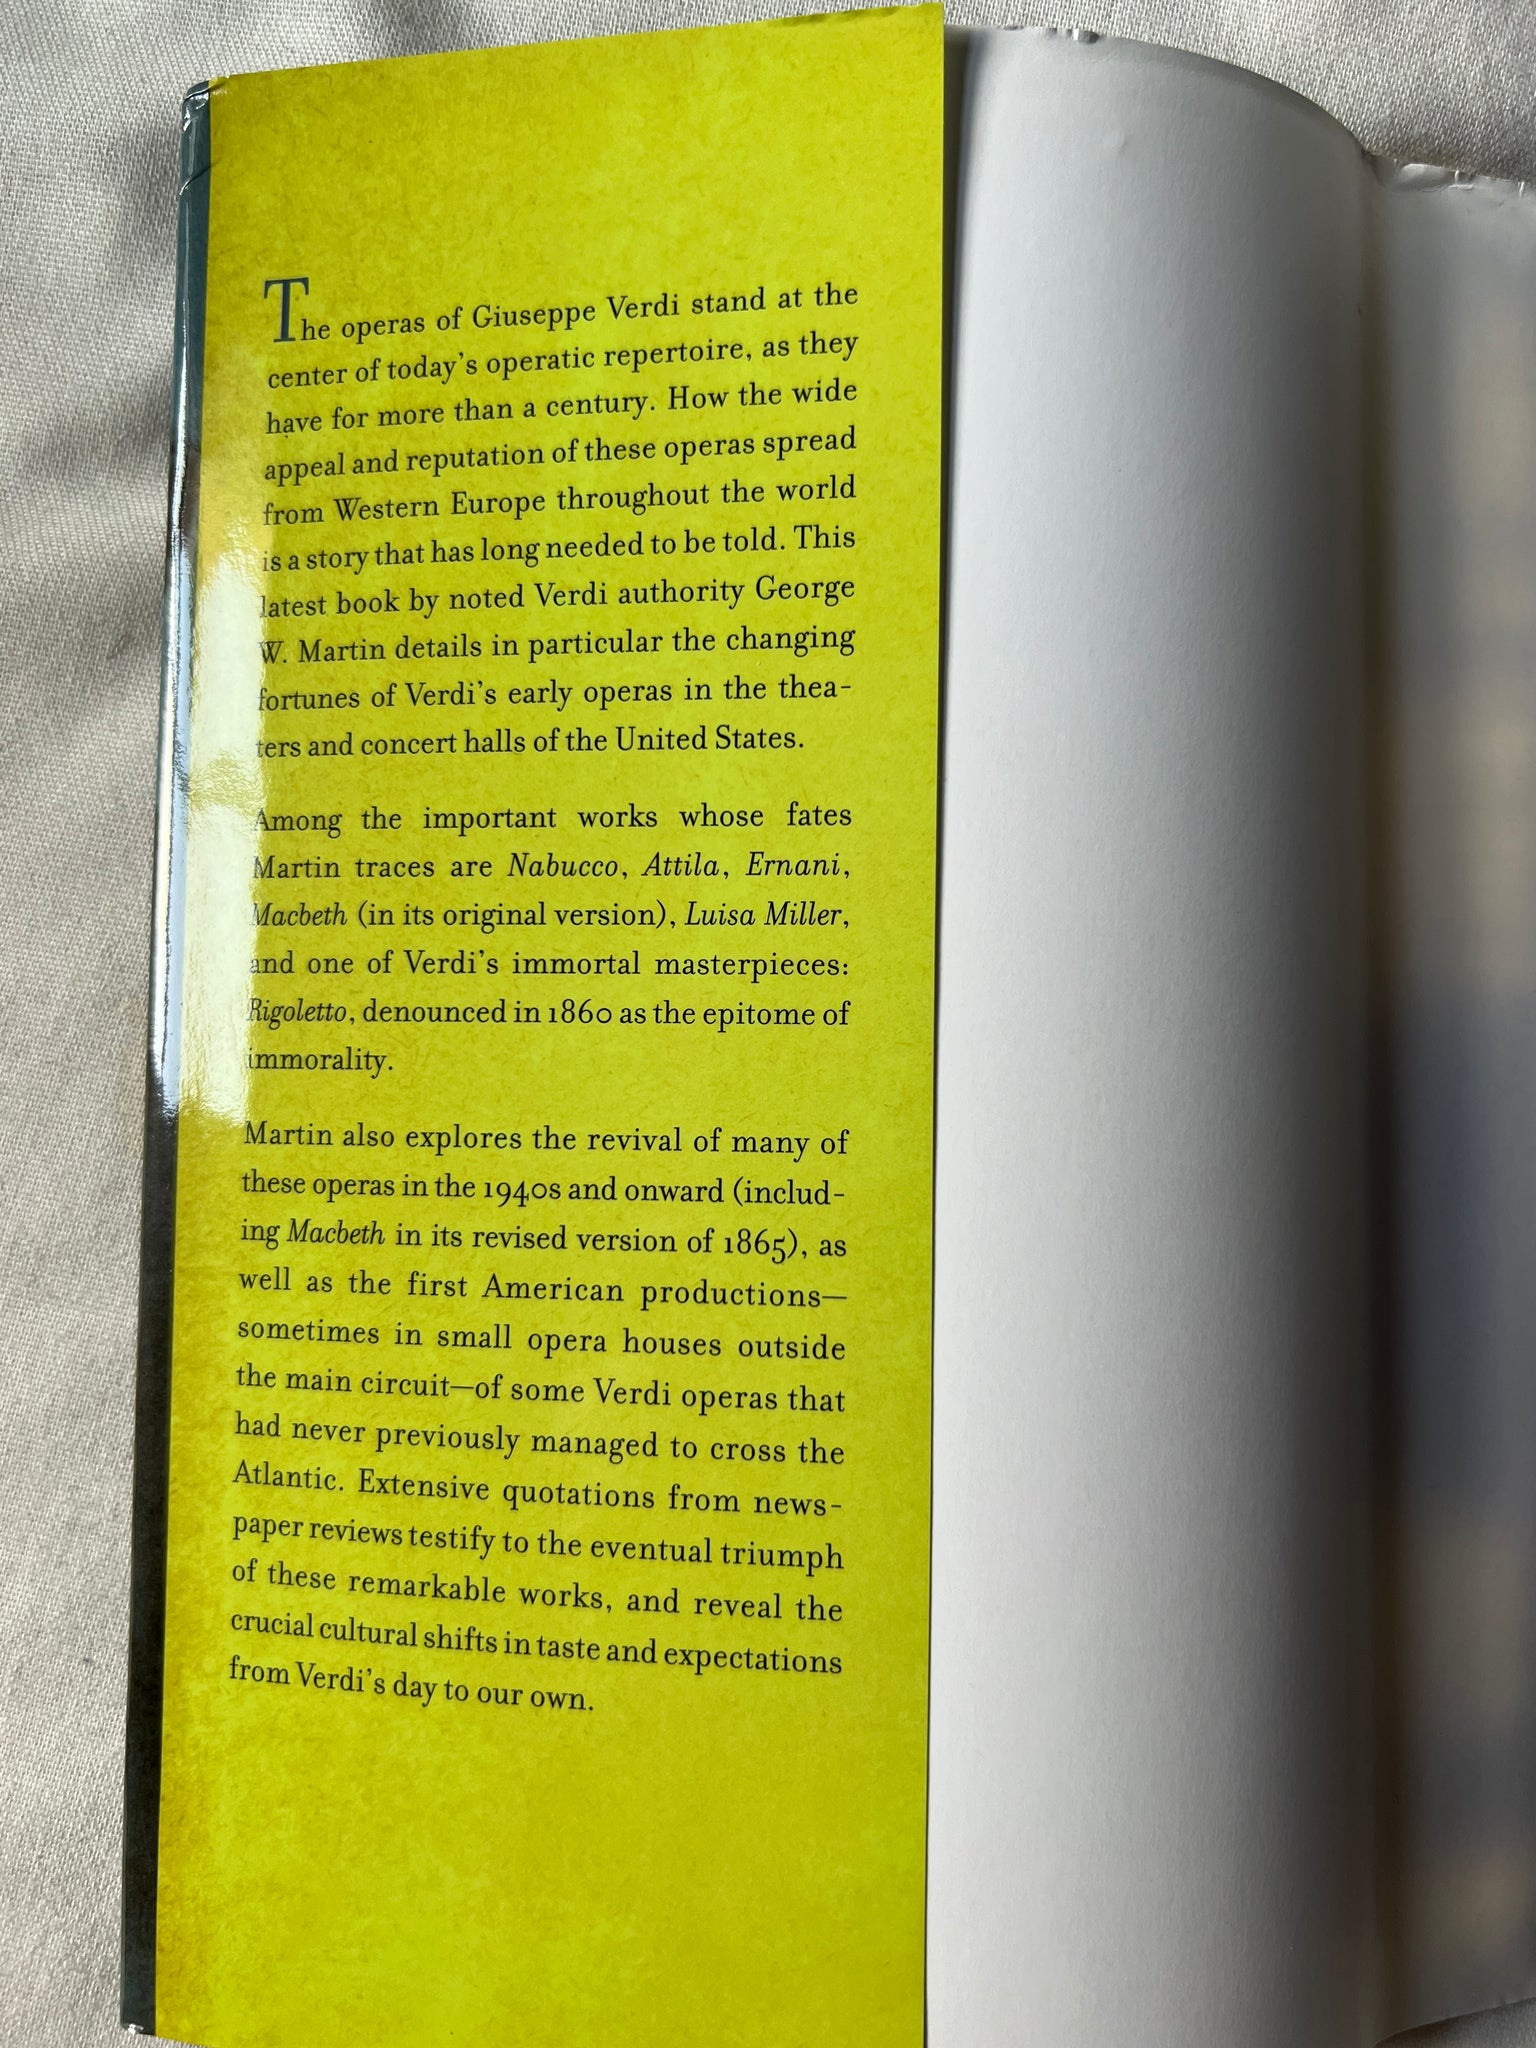 The operas of Giuseppe Verdi stand at the
center of today's operatic repertoire, as they
have for more than a century. How the wide
appeal and reputation of these operas spread
from Western Europe throughout the world
is a story that has long needed to be told. This
latest book by noted Verdi authority George
W. Martin details in particular the changing
fortunes of Verdi's early operas in the thea-
ters and concert halls of the United States.
Among the important works whose fates
Martin traces are Nabucco, Attila, Ernani,
Macbeth (in its original version), Luisa Miller,
and one of Verdi's immortal masterpieces:
Rigoletto, denounced in 1860 as the epitome of
immorality.
Martin also explores the revival of many of
these operas in the 1940s and onward (includ-
ing Macbeth in its revised version of 1865), as
well as the first American productions—
sometimes in small opera houses outside
the main circuit—of some Verdi operas that
had never previously managed to cross the
Atlantic. Extensive quotations from news-
paper reviews testify to the eventual triumph
of these remarkable works, and reveal the
crucial cultural shifts in taste and expectations
from Verdi's day to our own.